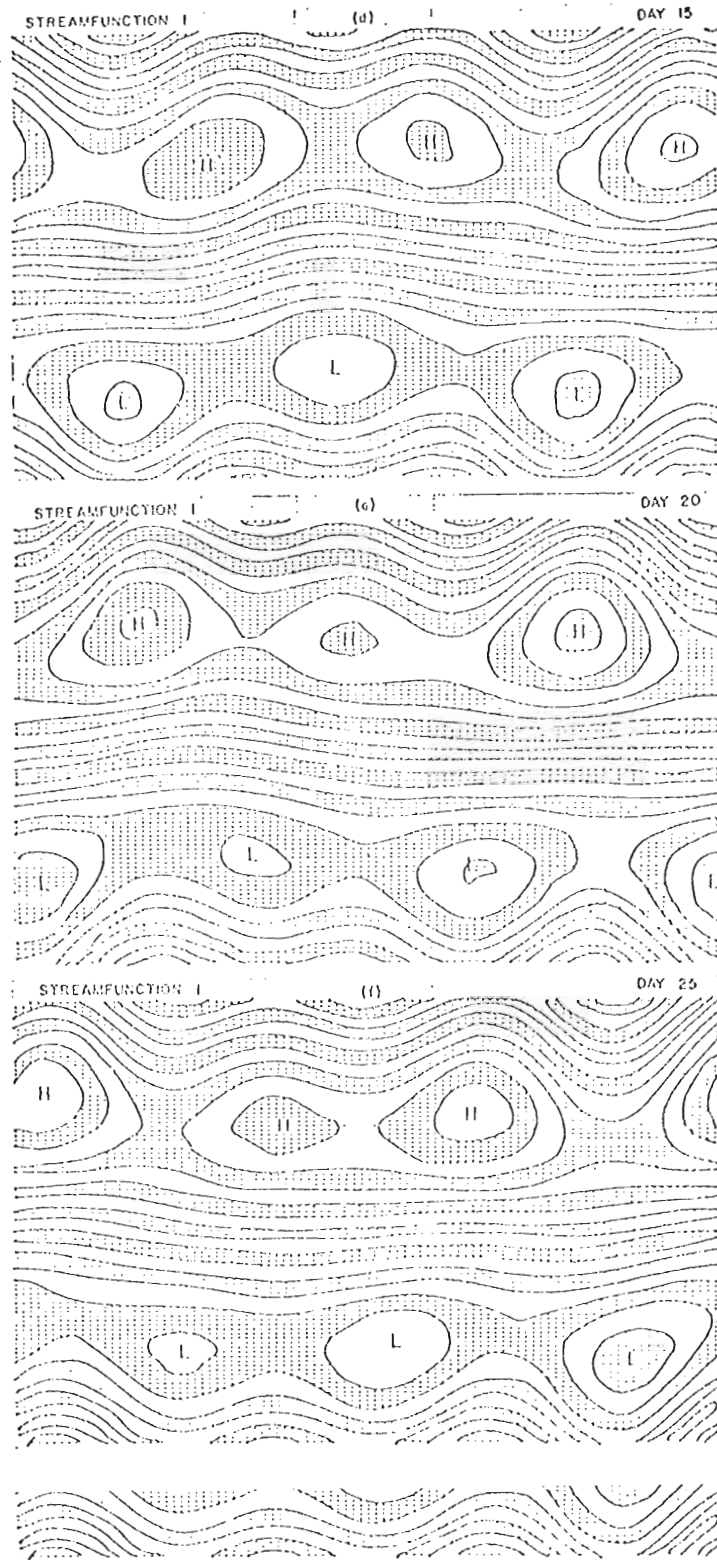 STREAMFUNCTION 1 (d) DAY 15
H H H
L
L L
STREAMFUNCTION 1 (e) DAY 20
H H H
L
L L
STREAMFUNCTION 1 (f) DAY 25
H H H
L L L